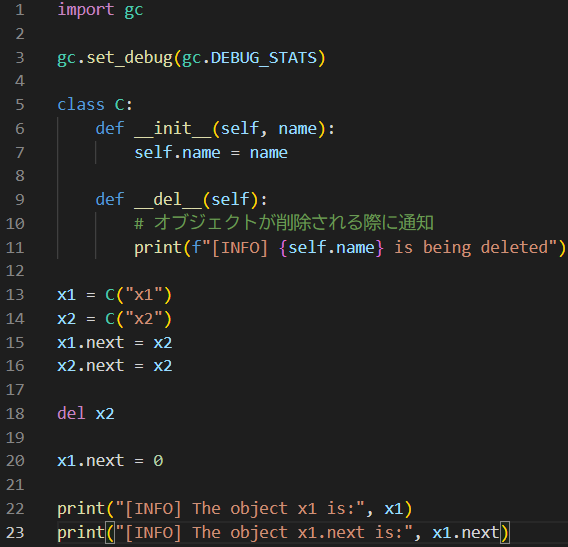 1 import gc
2
3 gc.set_debug(gc.DEBUG_STATS)
4
5 class C:
6     def __init__(self, name):
7         self.name = name
8
9     def __del__(self):
10         # オブジェクトが削除される際に通知
11         print(f"[INFO] {self.name} is being deleted")
12
13 x1 = C("x1")
14 x2 = C("x2")
15 x1.next = x2
16 x2.next = x2
17
18 del x2
19
20 x1.next = 0
21
22 print("[INFO] The object x1 is:", x1)
23 print("[INFO] The object x1.next is:", x1.next)